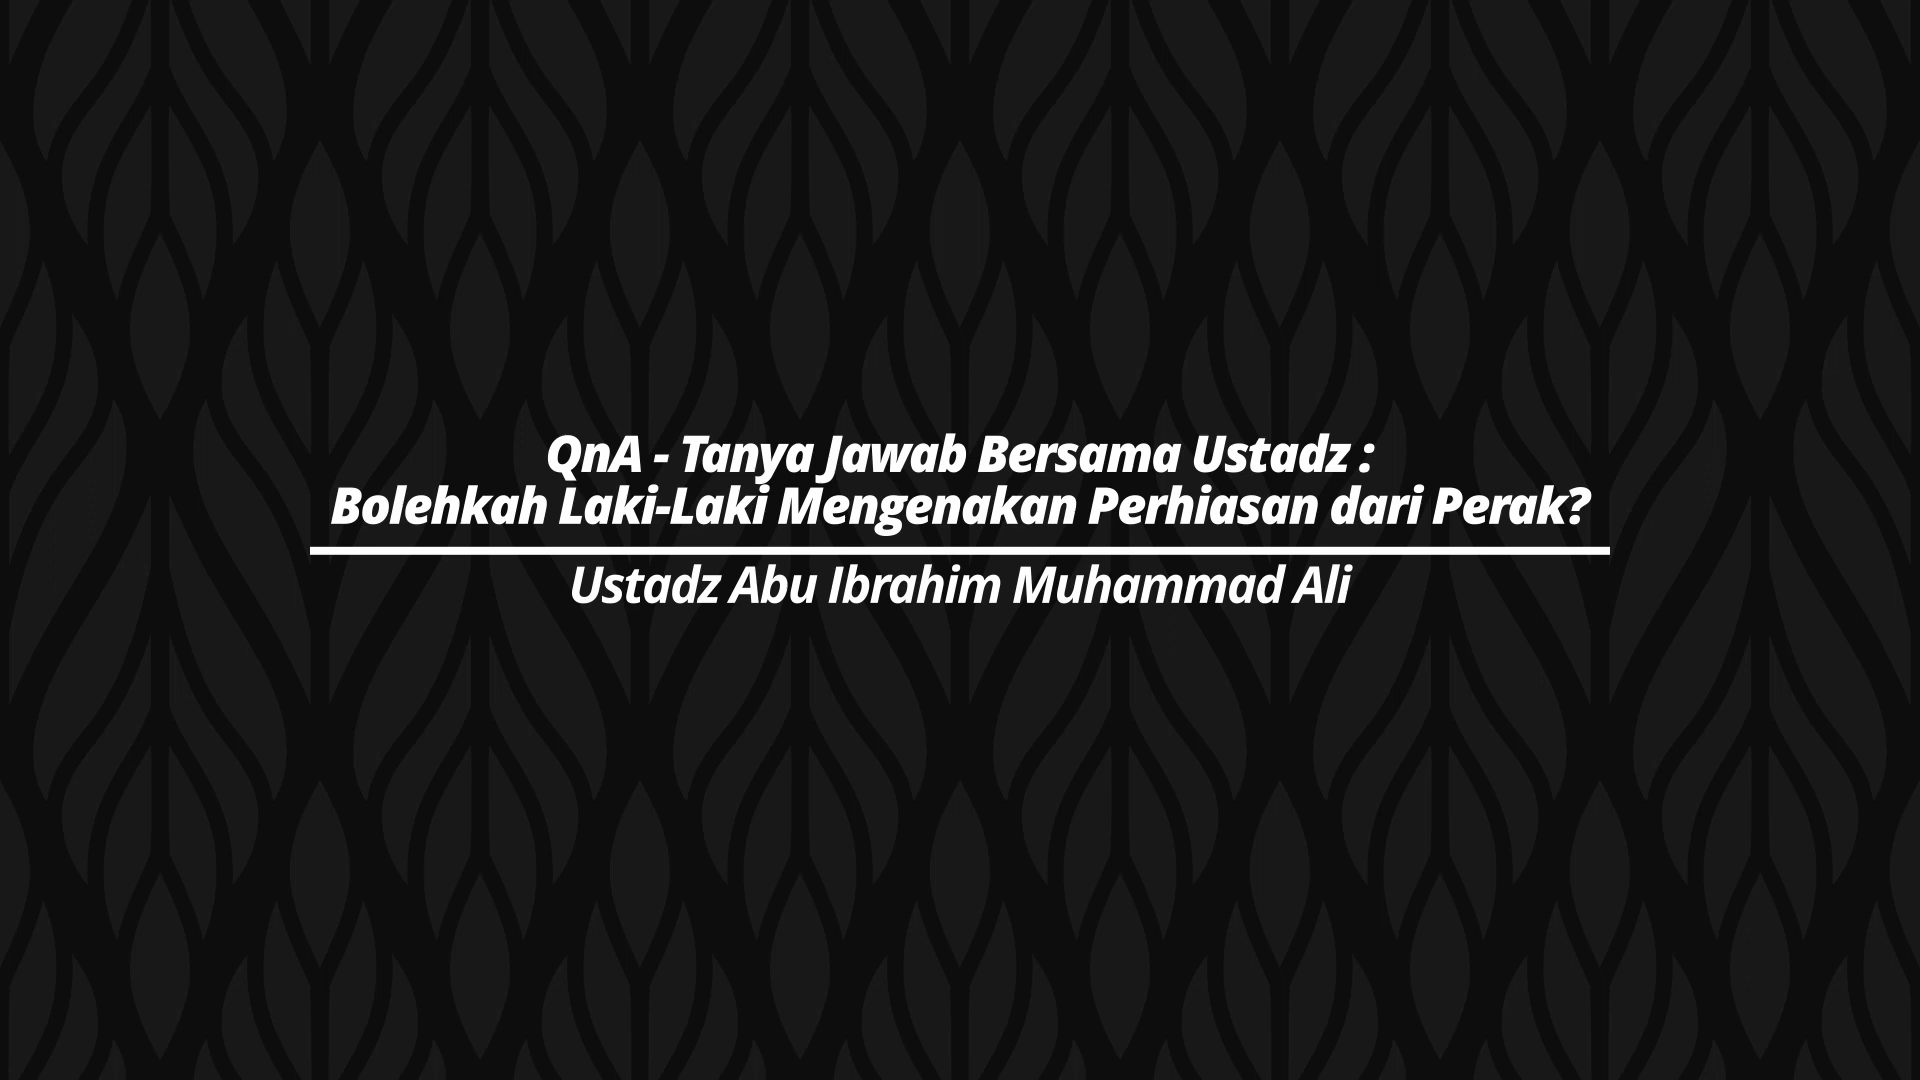 QnA - Tanya Jawab Bersama Ustadz :
Bolehkah Laki-Laki Mengenakan Perhiasan dari Perak?
Ustadz Abu Ibrahim Muhammad Ali